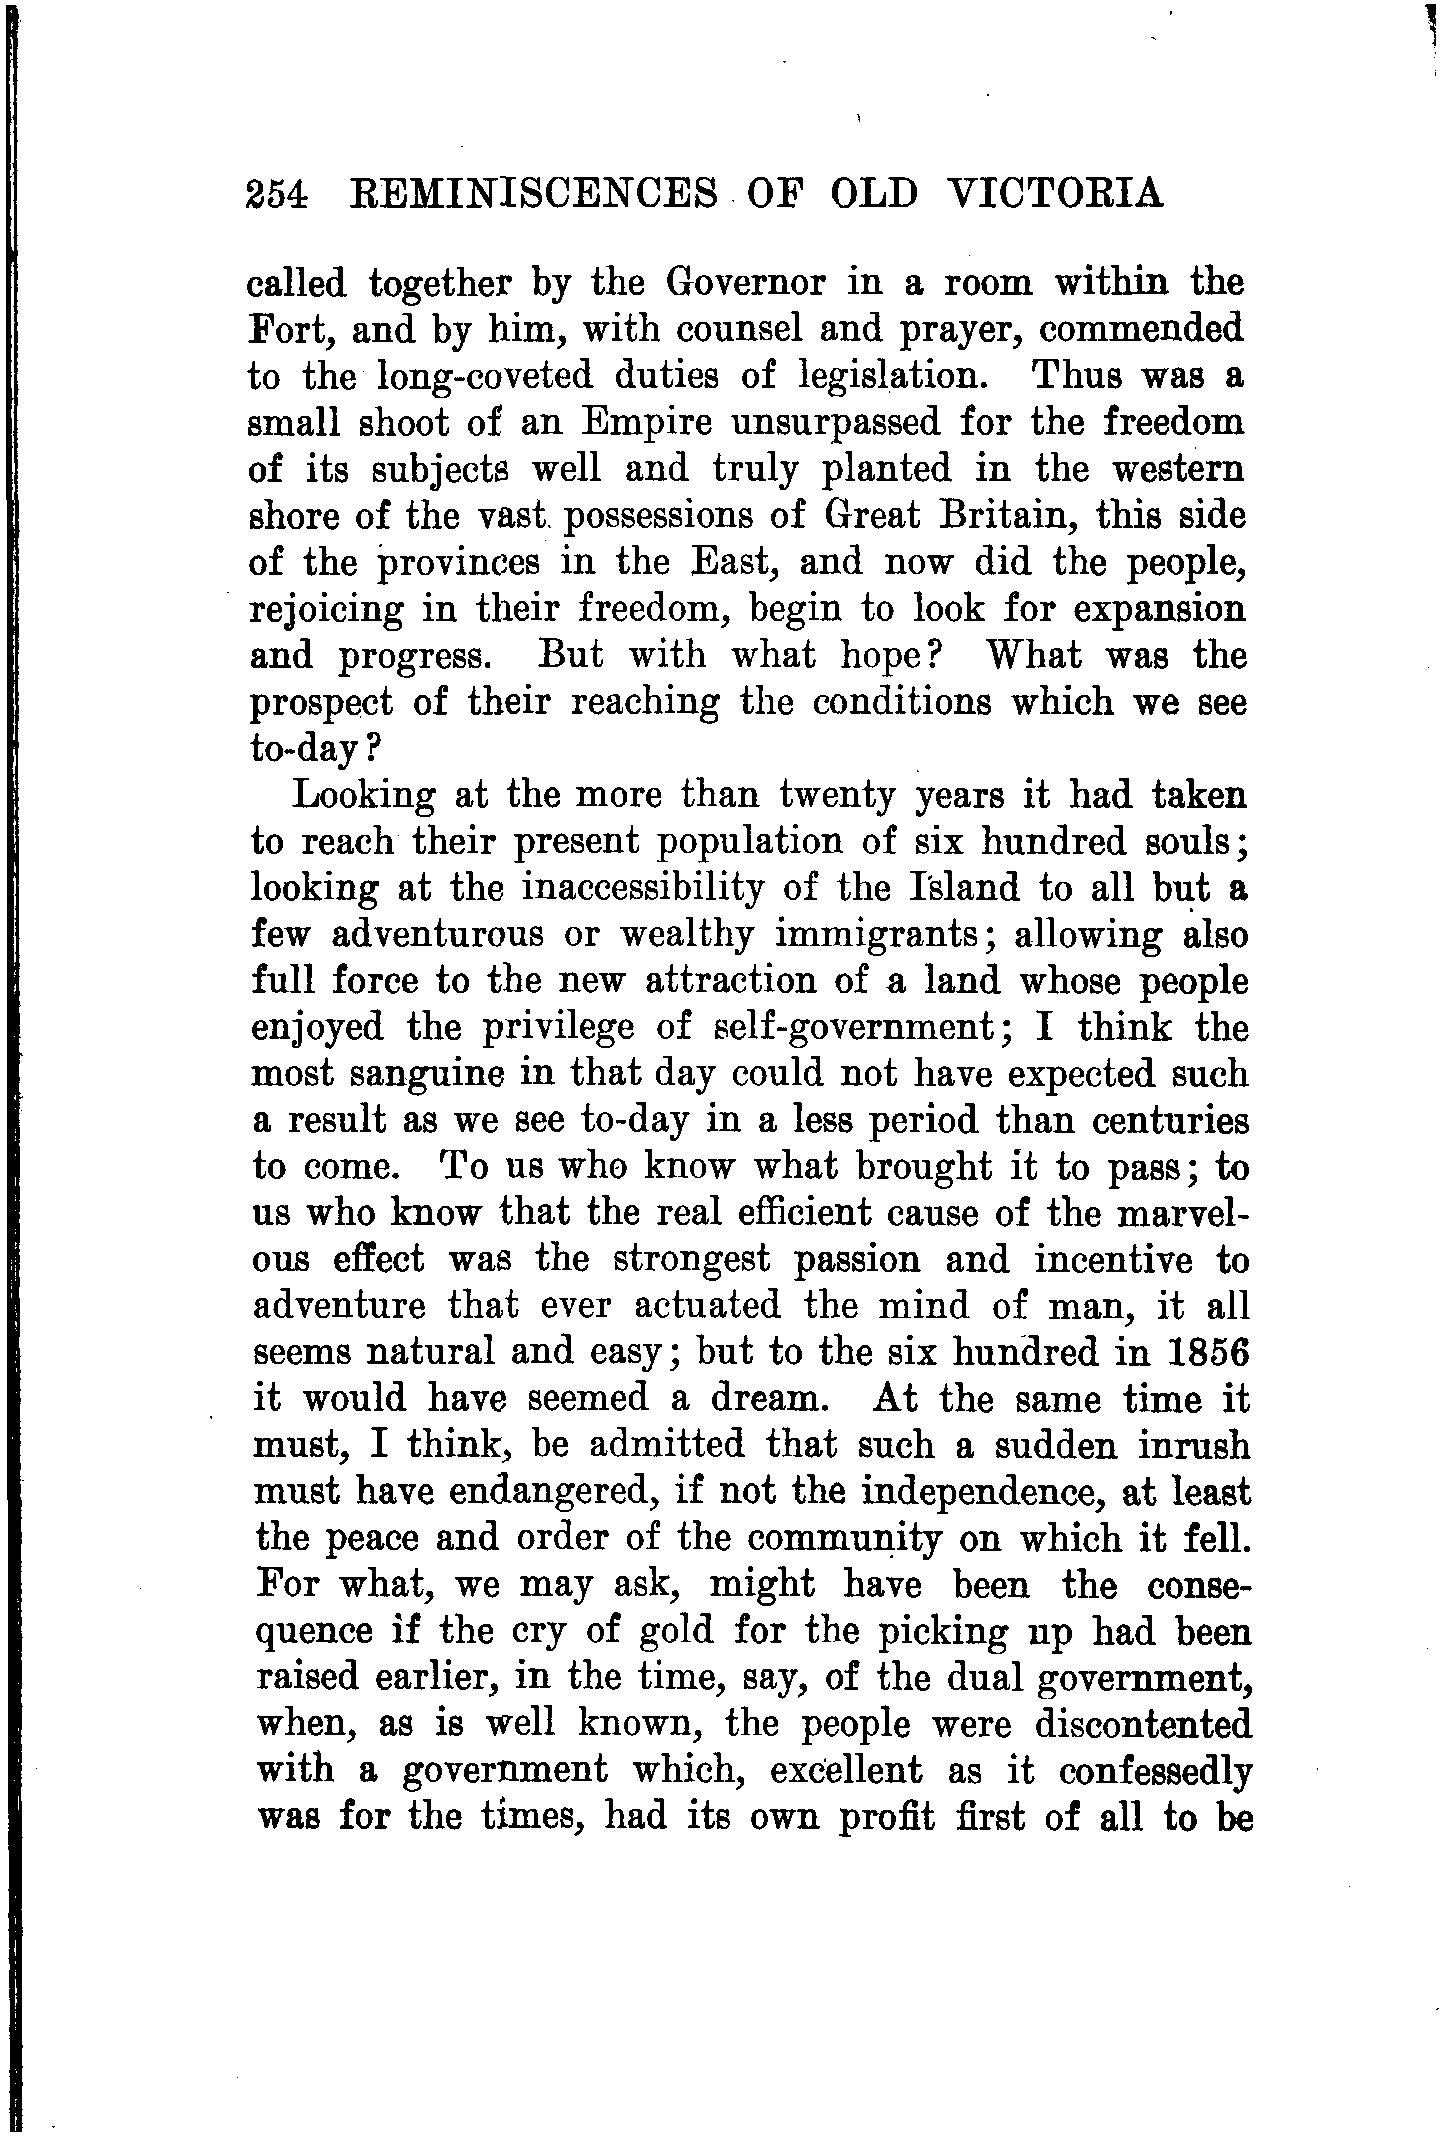 254 REMINISCENCES OF OLD VICTORIA
called together by the Governor in a room within the
Fort, and by him, with counsel and prayer, commended
to the long-coveted duties of legislation. Thus was a
small shoot of an Empire unsurpassed for the freedom
of its subjects well and truly planted in the western
shore of the vast possessions of Great Britain, this side
of the provinces in the East, and now did the people,
rejoicing in their freedom, begin to look for expansion
and progress. But with what hope? What was the
prospect of their reaching the conditions which we see
to-day?
Looking at the more than twenty years it had taken
to reach their present population of six hundred souls;
looking at the inaccessibility of the Island to all but a
few adventurous or wealthy immigrants; allowing also
full force to the new attraction of a land whose people
enjoyed the privilege of self-government; I think the
most sanguine in that day could not have expected such
a result as we see to-day in a less period than centuries
to come. To us who know what brought it to pass; to
us who know that the real efficient cause of the marvel-
ous effect was the strongest passion and incentive to
adventure that ever actuated the mind of man, it all
seems natural and easy; but to the six hundred in 1856
it would have seemed a dream. At the same time it
must, I think, be admitted that such a sudden inrush
must have endangered, if not the independence, at least
the peace and order of the community on which it fell.
For what, we may ask, might have been the conse-
quence if the cry of gold for the picking up had been
raised earlier, in the time, say, of the dual government,
when, as is well known, the people were discontented
with a government which, excellent as it confessedly
was for the times, had its own profit first of all to be